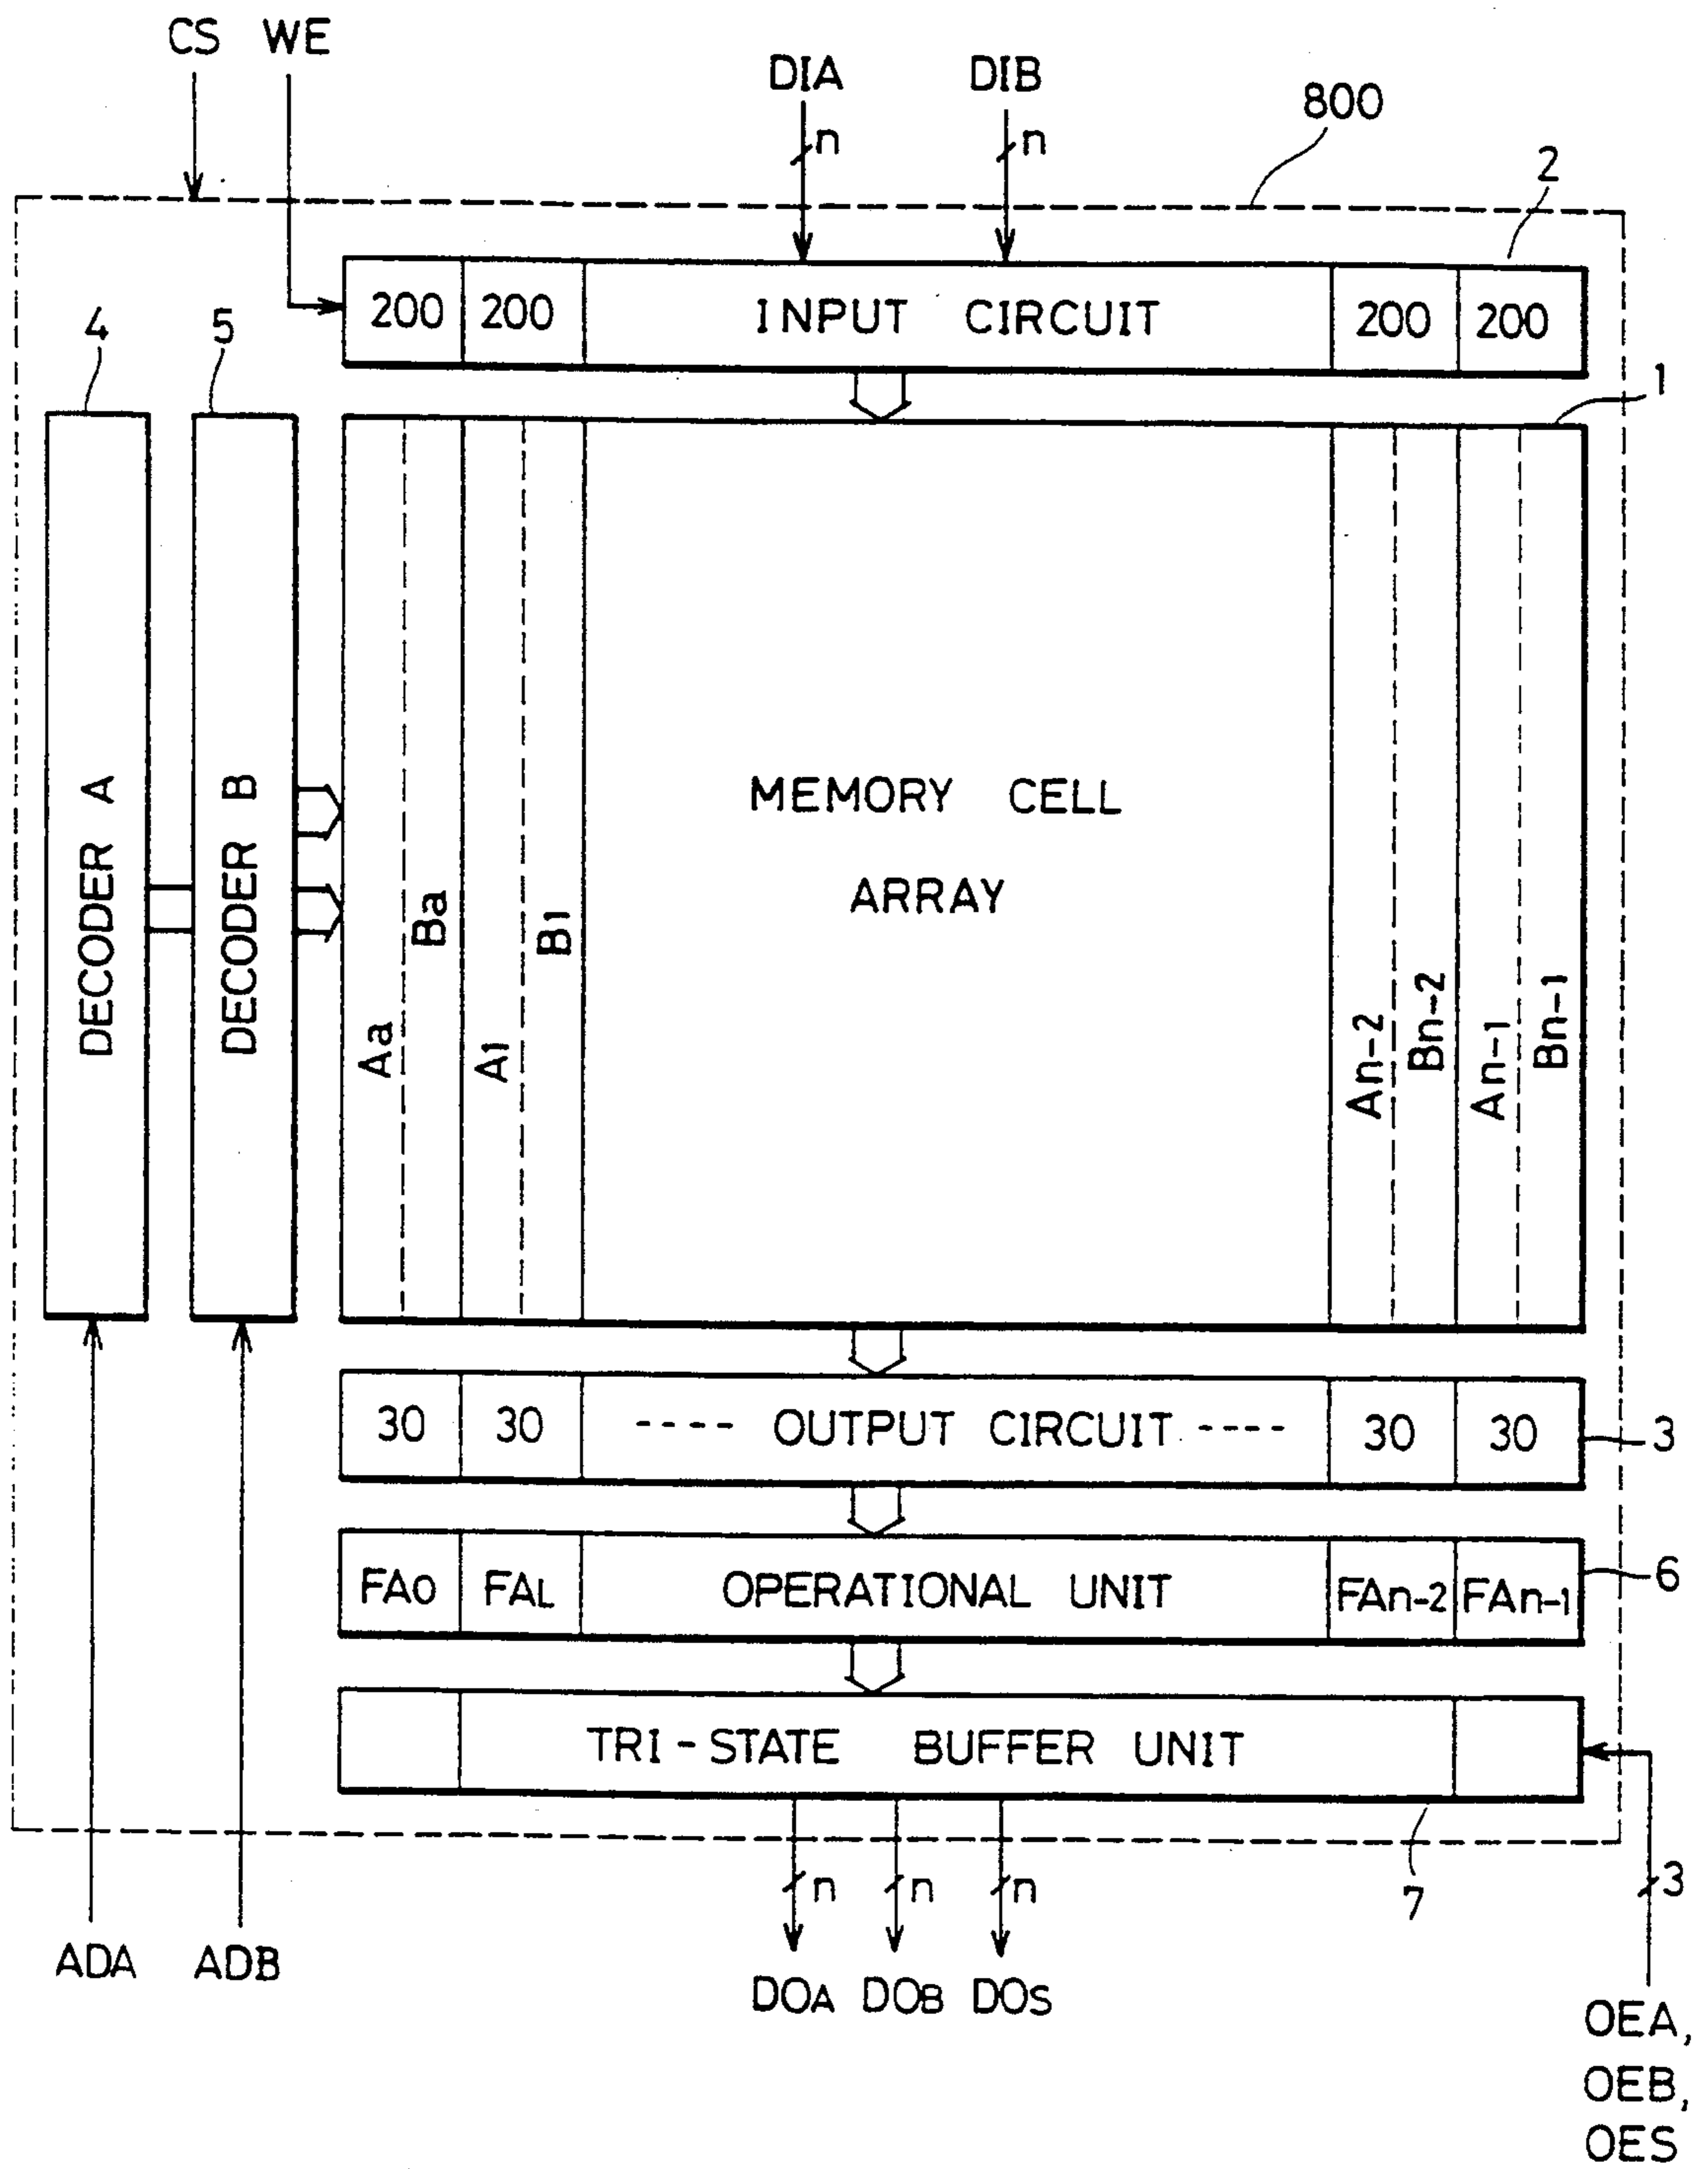 CS WE
DIA DIB
n n
800
2
200 200 INPUT CIRCUIT 200 200
4 5
1
DECODER A
DECODER B
MEMORY CELL
ARRAY
Aa Ba A1 B1
An-2 Bn-2 An-1 Bn-1
30 30 ---- OUTPUT CIRCUIT ---- 30 30
3
FA0 FAL OPERATIONAL UNIT FAn-2 FAn-1
6
TRI-STATE BUFFER UNIT
n n n
7
3
ADA ADB
DOA DOB DOS
OEA,
OEB,
OES